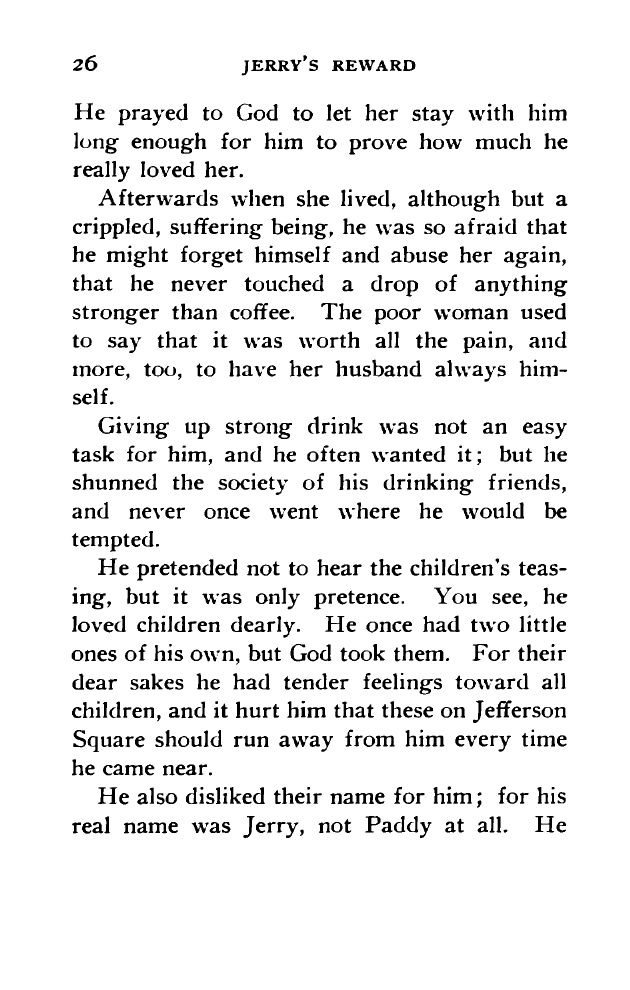 26 JERRY'S REWARD
He prayed to God to let her stay with him
long enough for him to prove how much he
really loved her.
Afterwards when she lived, although but a
crippled, suffering being, he was so afraid that
he might forget himself and abuse her again,
that he never touched a drop of anything
stronger than coffee. The poor woman used
to say that it was worth all the pain, and
more, too, to have her husband always him-
self.
Giving up strong drink was not an easy
task for him, and he often wanted it; but he
shunned the society of his drinking friends,
and never once went where he would be
tempted.
He pretended not to hear the children's teas-
ing, but it was only pretence. You see, he
loved children dearly. He once had two little
ones of his own, but God took them. For their
dear sakes he had tender feelings toward all
children, and it hurt him that these on Jefferson
Square should run away from him every time
he came near.
He also disliked their name for him; for his
real name was Jerry, not Paddy at all. He